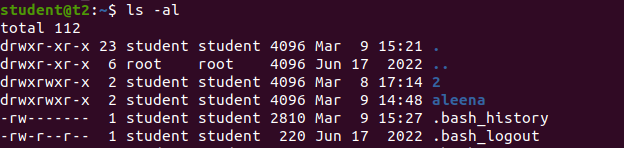 student@t2:~$ ls -al
total 112
drwxr-xr-x 23 student student 4096 Mar  9 15:21 .
drwxr-xr-x  6 root    root    4096 Jun 17  2022 ..
drwxrwxr-x  2 student student 4096 Mar  8 17:14 2
drwxrwxr-x  2 student student 4096 Mar  9 14:48 aleena
-rw-------  1 student student 2810 Mar  9 15:27 .bash_history
-rw-r--r--  1 student student  220 Jun 17  2022 .bash_logout